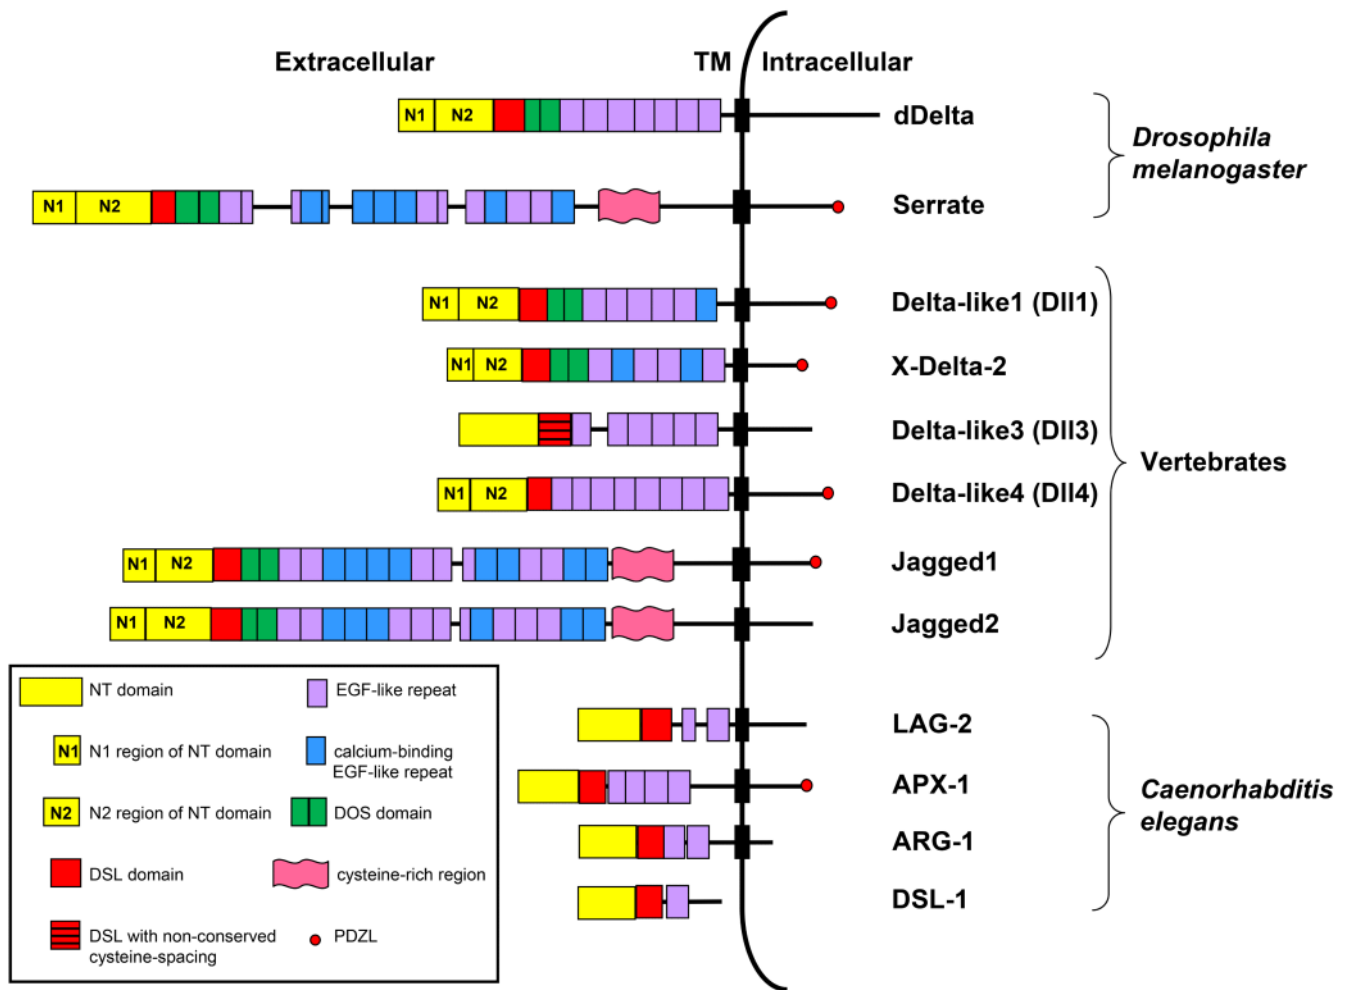 Extracellular TM Intracellular
N1 N2 dDelta
Drosophila
melanogaster
N1 N2 Serrate
N1 N2 Delta-like1 (Dll1)
N1 N2 X-Delta-2
Delta-like3 (Dll3)
Vertebrates
N1 N2 Delta-like4 (Dll4)
N1 N2 Jagged1
N1 N2 Jagged2
LAG-2
APX-1
Caenorhabditis
elegans
ARG-1
DSL-1
NT domain
EGF-like repeat
N1 N1 region of NT domain
calcium-binding
EGF-like repeat
N2 N2 region of NT domain
DOS domain
DSL domain
cysteine-rich region
DSL with non-conserved
cysteine-spacing
PDZL